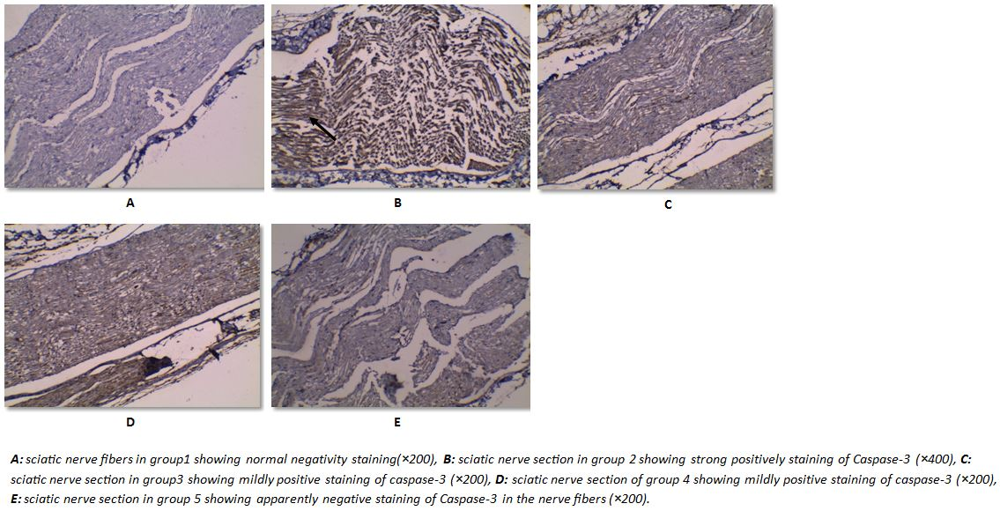 A
B
C
D
E
A: sciatic nerve fibers in group1 showing normal negativity staining(×200), B: sciatic nerve section in group 2 showing strong positively staining of Caspase-3 (×400), C:
sciatic nerve section in group3 showing mildly positive staining of caspase-3 (×200), D: sciatic nerve section of group 4 showing mildly positive staining of caspase-3 (×200),
E: sciatic nerve section in group 5 showing apparently negative staining of Caspase-3 in the nerve fibers (×200).